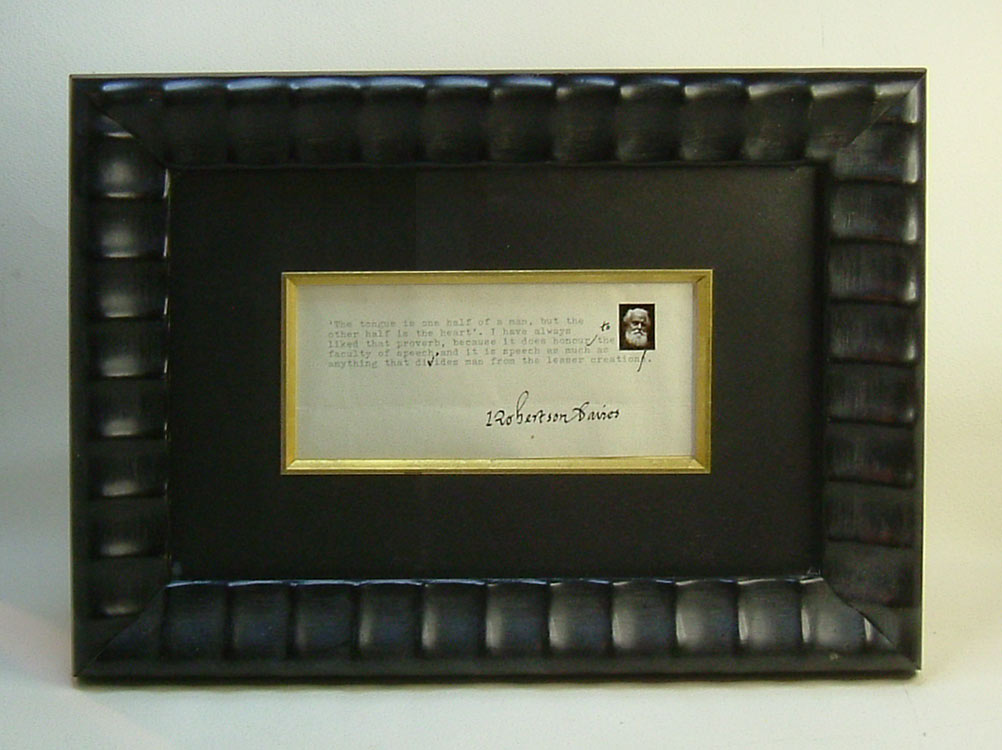 'The tongue is one half of a man, but the
other half is the heart'. I have always
liked that proverb, because it does honour to the
faculty of speech, and it is speech as much as
anything that divides man from the lesser creations.
Robertson Davies